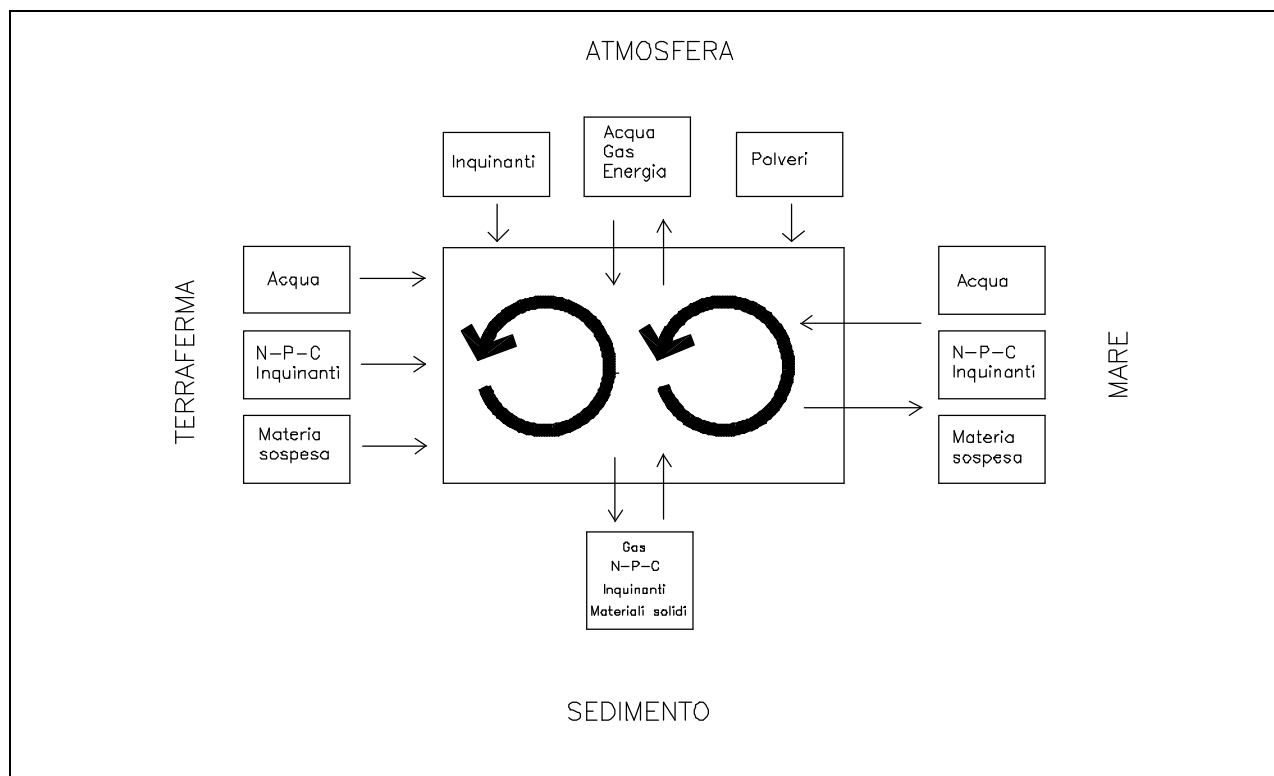 ATMOSFERA
Inquinanti
Acqua
Gas
Energia
Polveri
TERRAFERMA
Acqua
N-P-C
Inquinanti
Materia
sospesa
Acqua
N-P-C
Inquinanti
Materia
sospesa
MARE
Gas
N-P-C
Inquinanti
Materiali solidi
SEDIMENTO